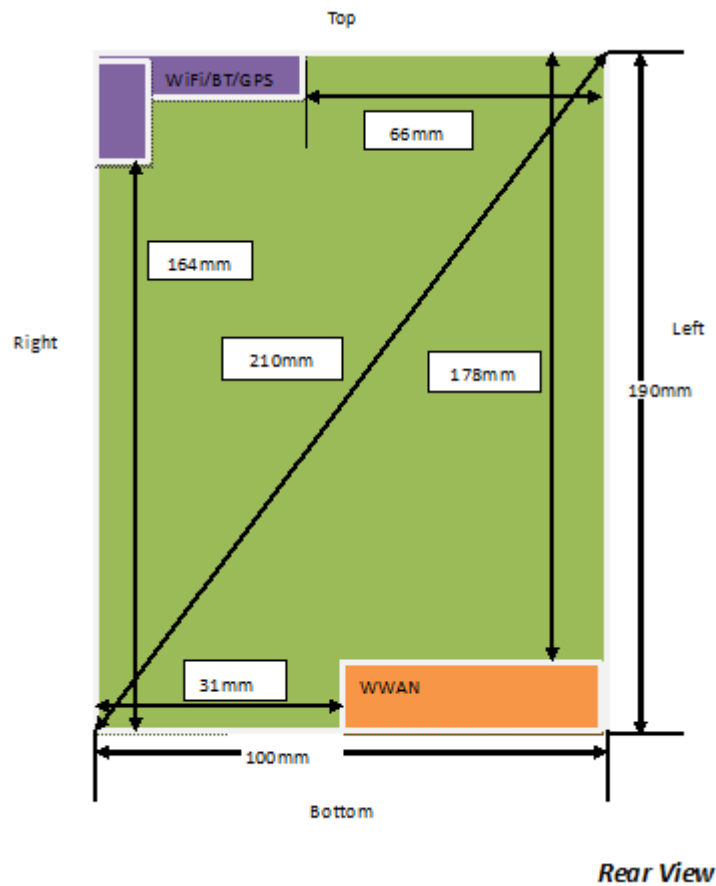 Top
WiFi/BT/GPS
66mm
164mm
Right
Left
210mm
178mm
190mm
31mm
WWAN
100mm
Bottom
Rear View